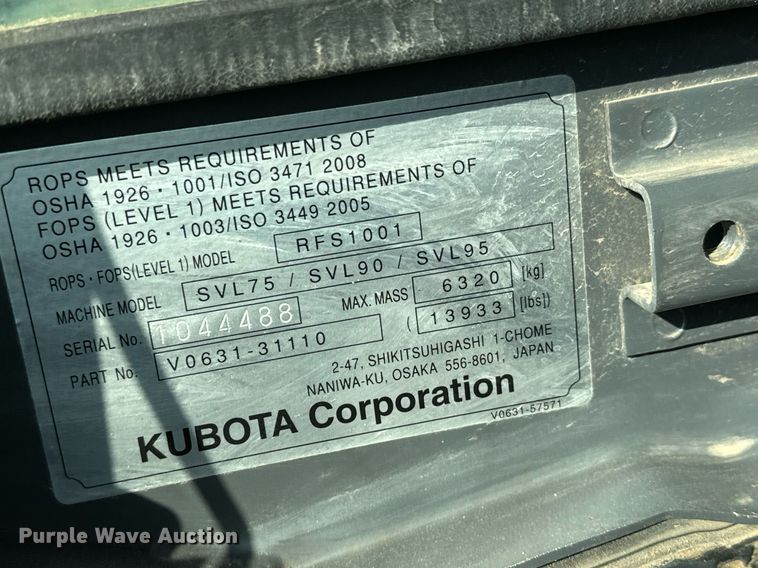 ROPS MEETS REQUIREMENTS OF
OSHA 1926・1001/ISO 3471 2008
FOPS (LEVEL 1) MEETS REQUIREMENTS OF
OSHA 1926・1003/ISO 3449 2005
ROPS・FOPS(LEVEL 1) MODEL RFS1001
MACHINE MODEL SVL75 / SVL90 / SVL95
SERIAL No. 1044488 MAX. MASS 6320 [kg]
PART No. V0631-31110 ( 13933 [lbs])
2-47, SHIKITSUHIGASHI 1-CHOME
NANIWA-KU, OSAKA 556-8601, JAPAN
KUBOTA Corporation
V0631-57571
Purple Wave Auction